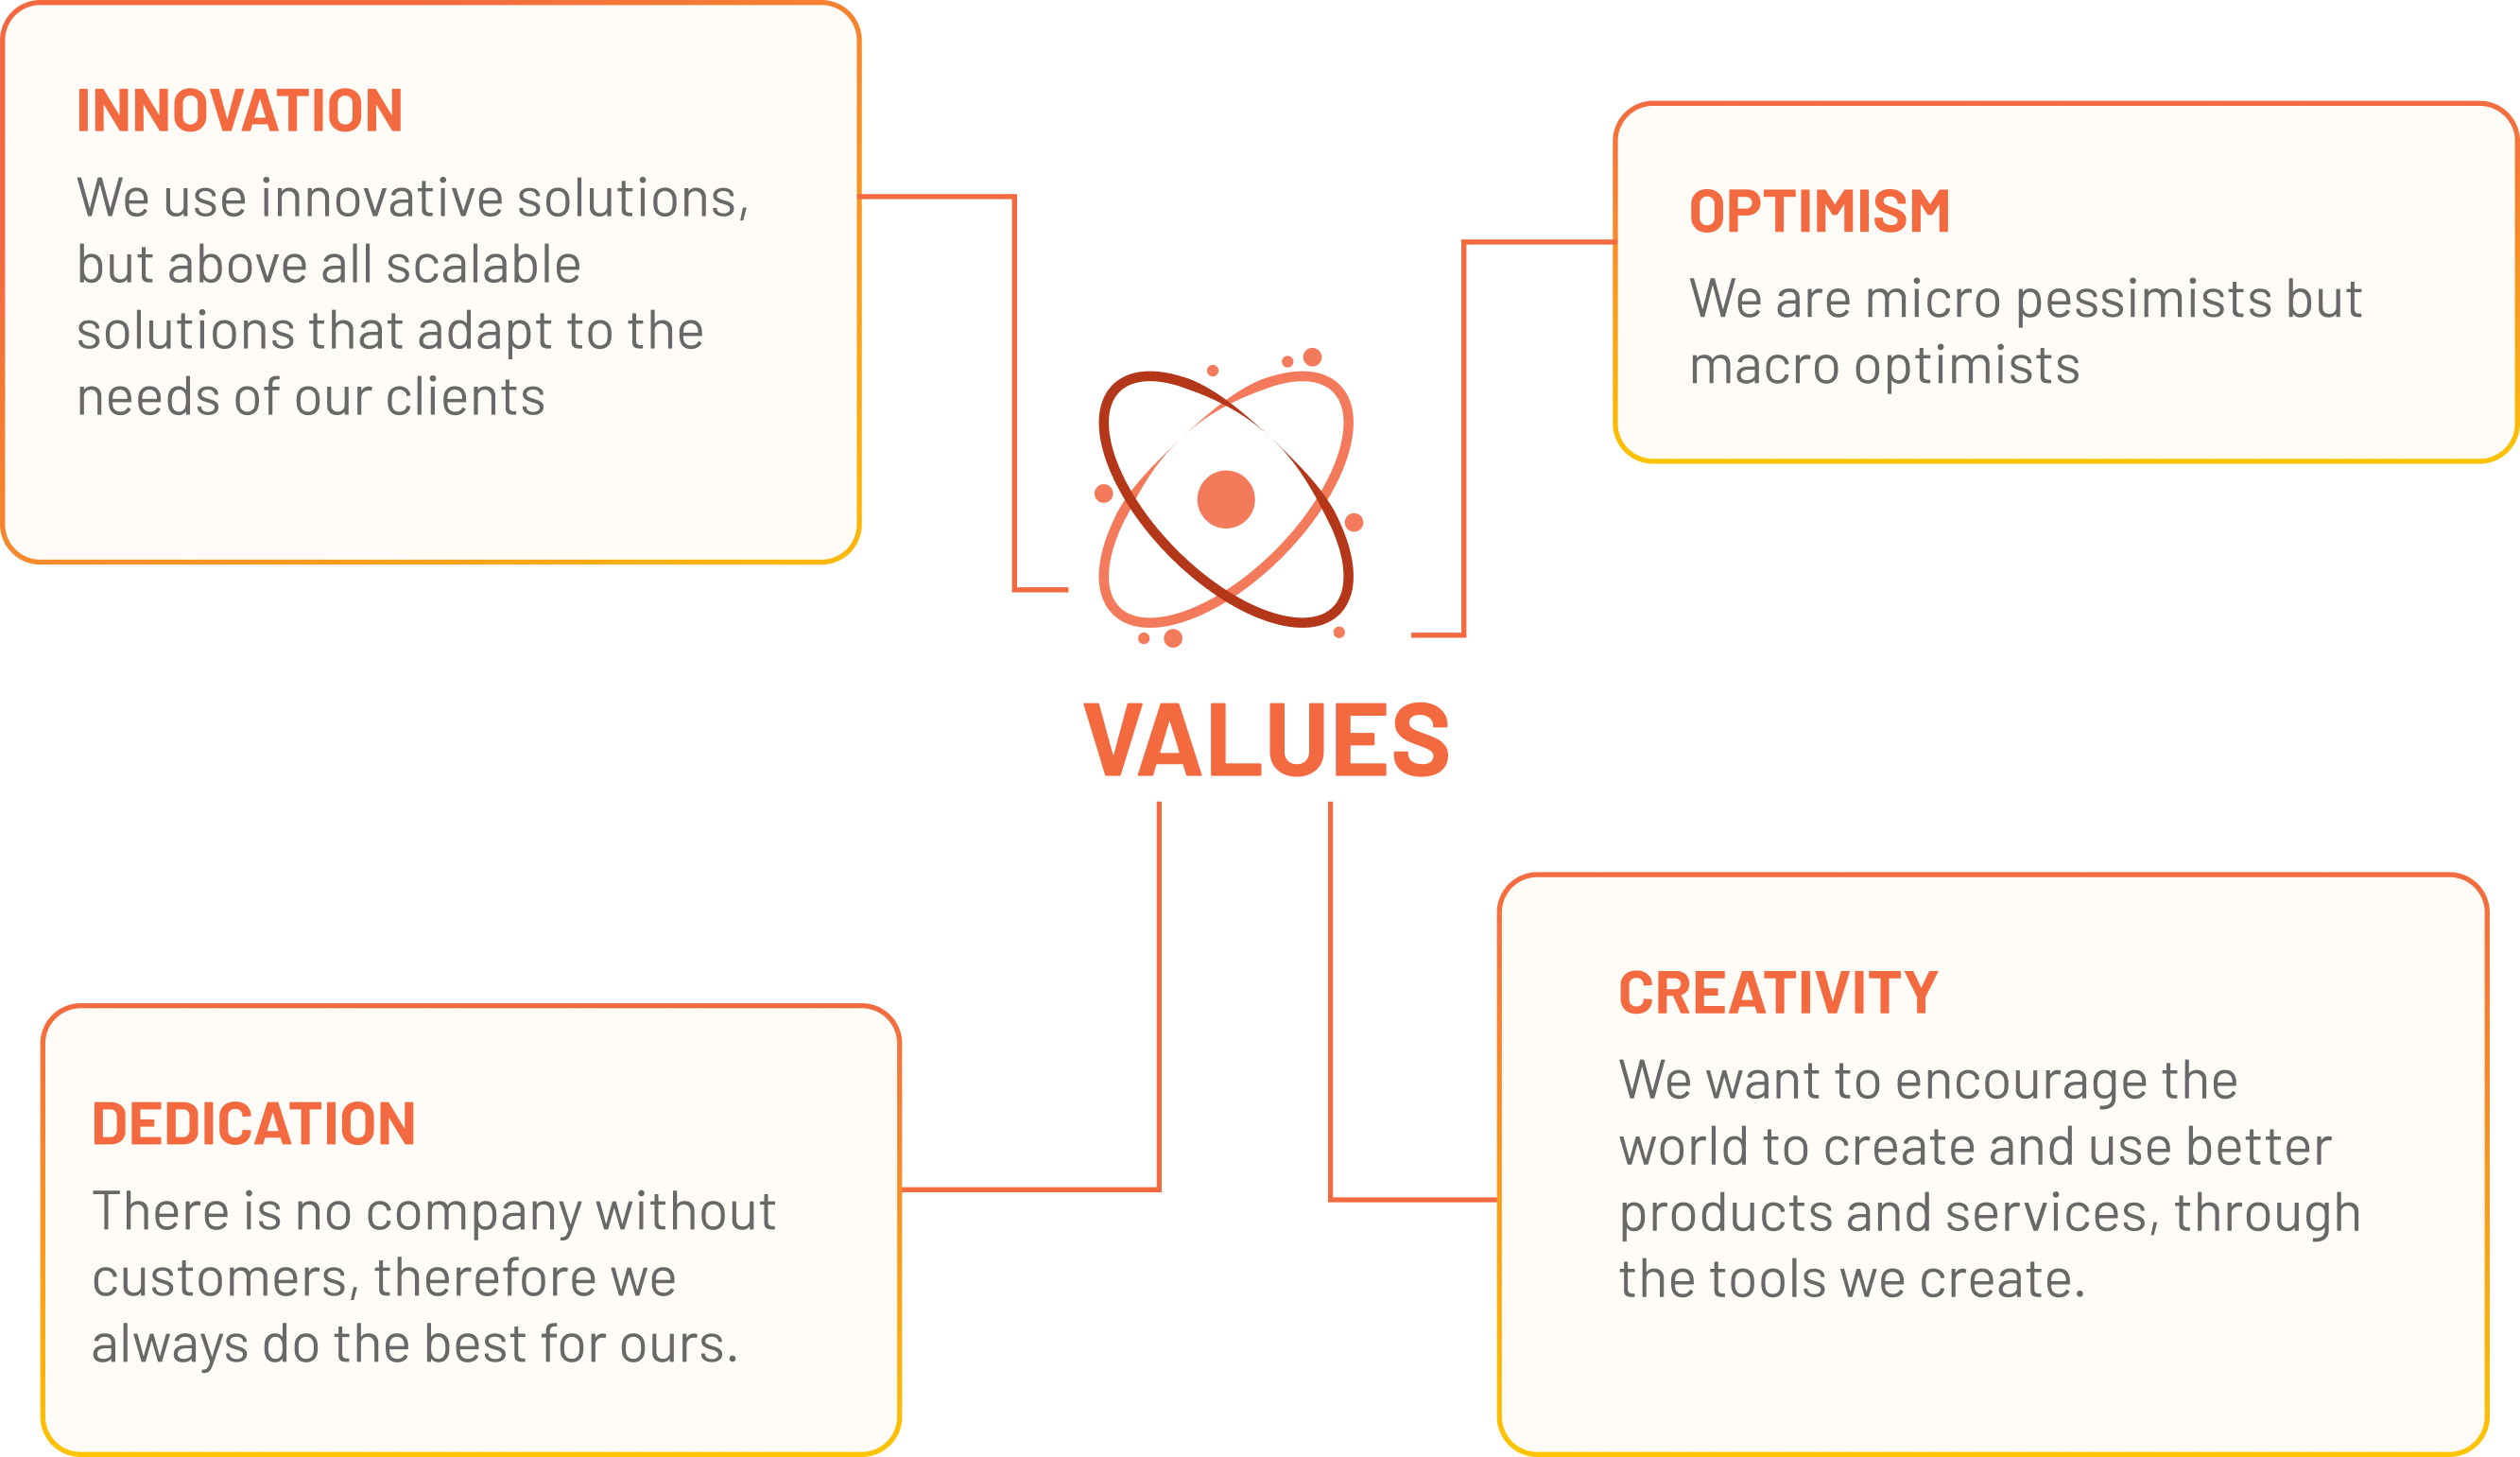 INNOVATION
We use innovative solutions,
but above all scalable
solutions that adapt to the
needs of our clients
OPTIMISM
We are micro pessimists but
macro optimists
VALUES
DEDICATION
There is no company without
customers, therefore we
always do the best for ours.
CREATIVITY
We want to encourage the
world to create and use better
products and services, through
the tools we create.